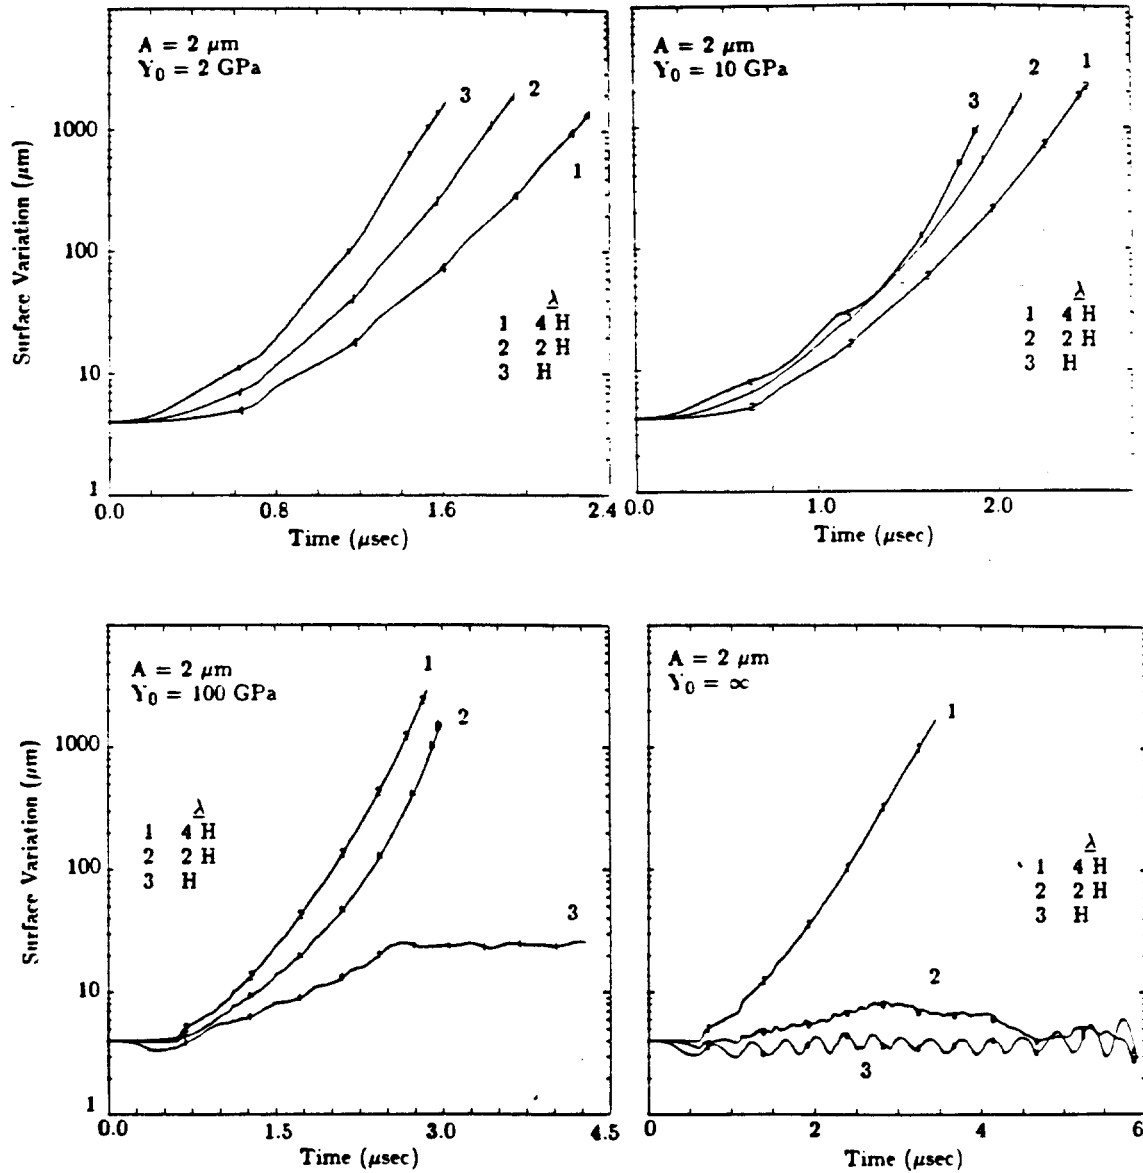 A = 2 μm
Y₀ = 2 GPa
3
2
1
1000
100
10
1
Surface Variation (μm)
λ
1 4 H
2 2 H
3 H
0.0 0.8 1.6 2.4
Time (μsec)
A = 2 μm
Y₀ = 10 GPa
1
2
3
λ
1 4 H
2 2 H
3 H
0.0 1.0 2.0
Time (μsec)
A = 2 μm
Y₀ = 100 GPa
1
2
3
1000
100
10
1
Surface Variation (μm)
λ
1 4 H
2 2 H
3 H
0.0 1.5 3.0 4.5
Time (μsec)
A = 2 μm
Y₀ = ∞
1
2
3
λ
1 4 H
2 2 H
3 H
0 2 4 6
Time (μsec)